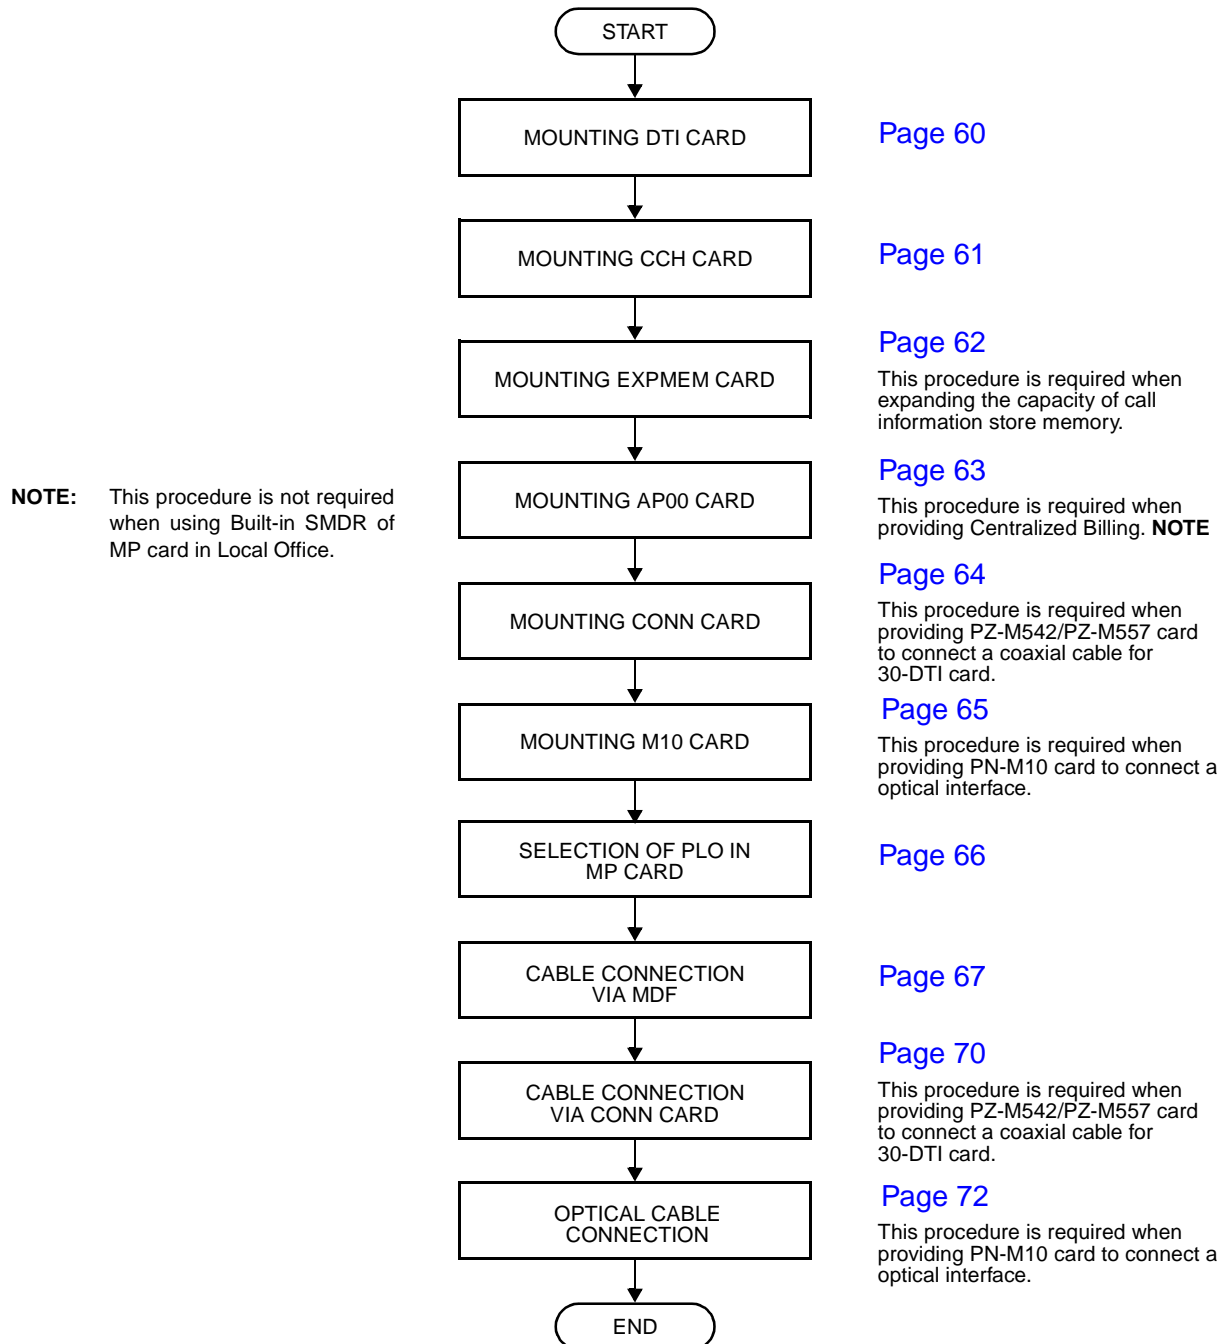 START
MOUNTING DTI CARD
Page 60
MOUNTING CCH CARD
Page 61
MOUNTING EXPMEM CARD
Page 62
This procedure is required when
expanding the capacity of call
information store memory.
NOTE: This procedure is not required
when using Built-in SMDR of
MP card in Local Office.
MOUNTING AP00 CARD
Page 63
This procedure is required when
providing Centralized Billing. NOTE
MOUNTING CONN CARD
Page 64
This procedure is required when
providing PZ-M542/PZ-M557 card
to connect a coaxial cable for
30-DTI card.
MOUNTING M10 CARD
Page 65
This procedure is required when
providing PN-M10 card to connect a
optical interface.
SELECTION OF PLO IN
MP CARD
Page 66
CABLE CONNECTION
VIA MDF
Page 67
CABLE CONNECTION
VIA CONN CARD
Page 70
This procedure is required when
providing PZ-M542/PZ-M557 card
to connect a coaxial cable for
30-DTI card.
OPTICAL CABLE
CONNECTION
Page 72
This procedure is required when
providing PN-M10 card to connect a
optical interface.
END